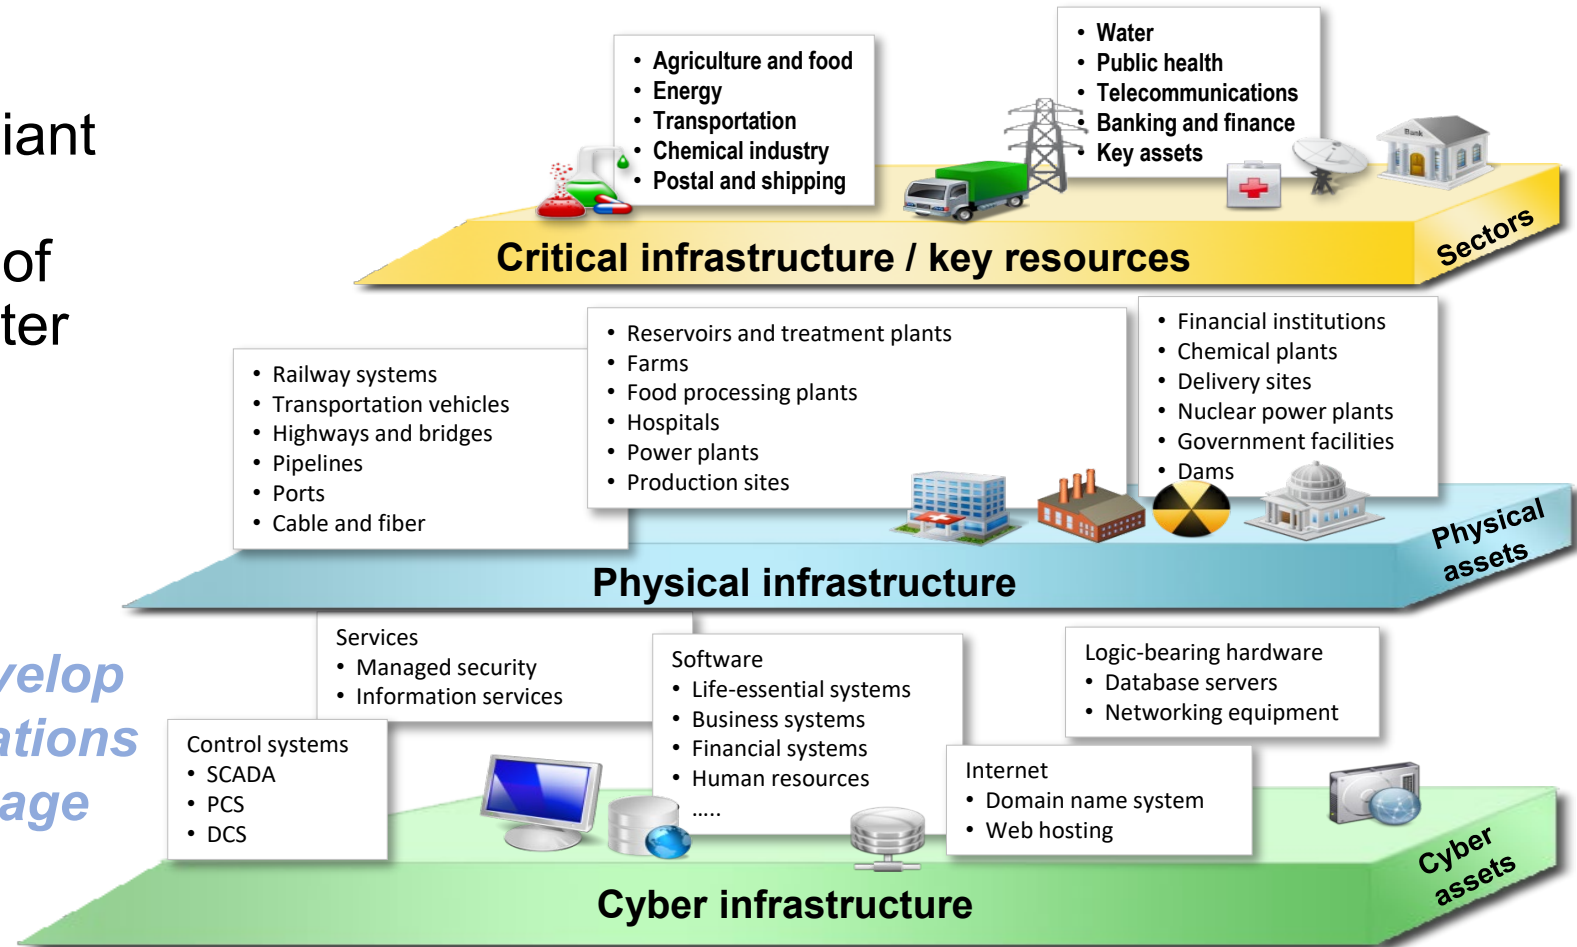 iant
of
ter
velop
ations
age
• Agriculture and food
• Energy
• Transportation
• Chemical industry
• Postal and shipping
• Water
• Public health
• Telecommunications
• Banking and finance
• Key assets
Bank
Critical infrastructure / key resources
Sectors
• Railway systems
• Transportation vehicles
• Highways and bridges
• Pipelines
• Ports
• Cable and fiber
• Reservoirs and treatment plants
• Farms
• Food processing plants
• Hospitals
• Power plants
• Production sites
• Financial institutions
• Chemical plants
• Delivery sites
• Nuclear power plants
• Government facilities
• Dams
Physical infrastructure
Physical
assets
Services
• Managed security
• Information services
Control systems
• SCADA
• PCS
• DCS
Software
• Life-essential systems
• Business systems
• Financial systems
• Human resources
…..
Internet
• Domain name system
• Web hosting
Logic-bearing hardware
• Database servers
• Networking equipment
Cyber infrastructure
Cyber
assets